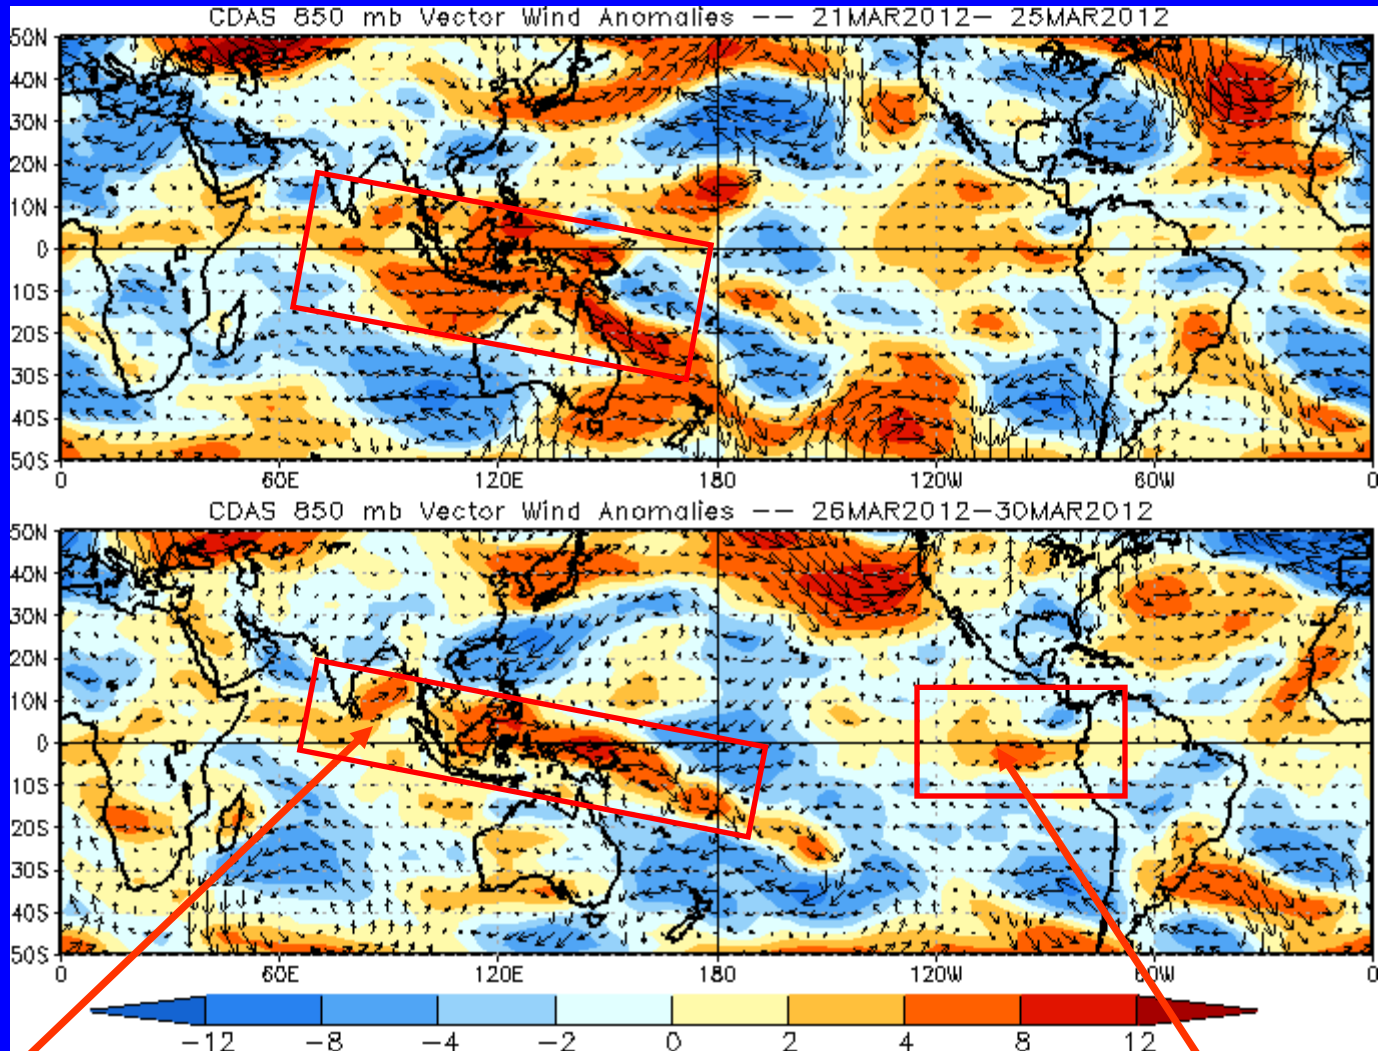 CDAS 850 mb Vector Wind Anomalies -- 21MAR2012- 25MAR2012
50N
40N
30N
20N
10N
0
10S
20S
30S
40S
50S
0 60E 120E 180 120W 60W 0
CDAS 850 mb Vector Wind Anomalies -- 26MAR2012-30MAR2012
50N
40N
30N
20N
10N
0
10S
20S
30S
40S
50S
0 60E 120E 180 120W 60W 0
-12 -8 -4 -2 0 2 4 8 12